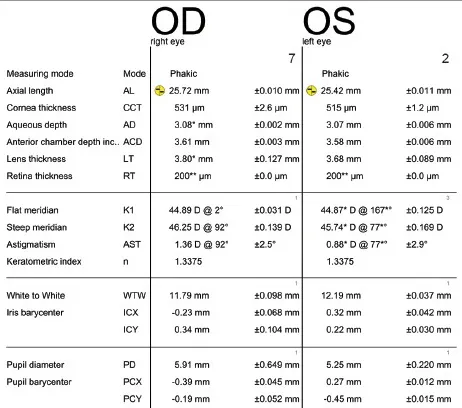 OD OS
right eye left eye
7 2
Measuring mode Mode Phakic Phakic
Axial length AL 25.72 mm ±0.010 mm 25.42 mm ±0.011 mm
Cornea thickness CCT 531 µm ±2.6 µm 515 µm ±1.2 µm
Aqueous depth AD 3.08* mm ±0.002 mm 3.07 mm ±0.006 mm
Anterior chamber depth inc.. ACD 3.61 mm ±0.003 mm 3.58 mm ±0.006 mm
Lens thickness LT 3.80* mm ±0.127 mm 3.68 mm ±0.089 mm
Retina thickness RT 200** µm ±0.0 µm 200** µm ±0.0 µm
1 3
Flat meridian K1 44.89 D @ 2° ±0.031 D 44.87* D @ 167*° ±0.125 D
Steep meridian K2 46.25 D @ 92° ±0.139 D 45.74* D @ 77*° ±0.169 D
Astigmatism AST 1.36 D @ 92° ±2.5° 0.88* D @ 77*° ±2.9°
Keratometric index n 1.3375 1.3375
1 1
White to White WTW 11.79 mm ±0.098 mm 12.19 mm ±0.037 mm
Iris barycenter ICX -0.23 mm ±0.068 mm 0.32 mm ±0.042 mm
ICY 0.34 mm ±0.104 mm 0.22 mm ±0.030 mm
1 1
Pupil diameter PD 5.91 mm ±0.649 mm 5.25 mm ±0.220 mm
Pupil barycenter PCX -0.39 mm ±0.045 mm 0.27 mm ±0.012 mm
PCY -0.19 mm ±0.052 mm -0.45 mm ±0.015 mm